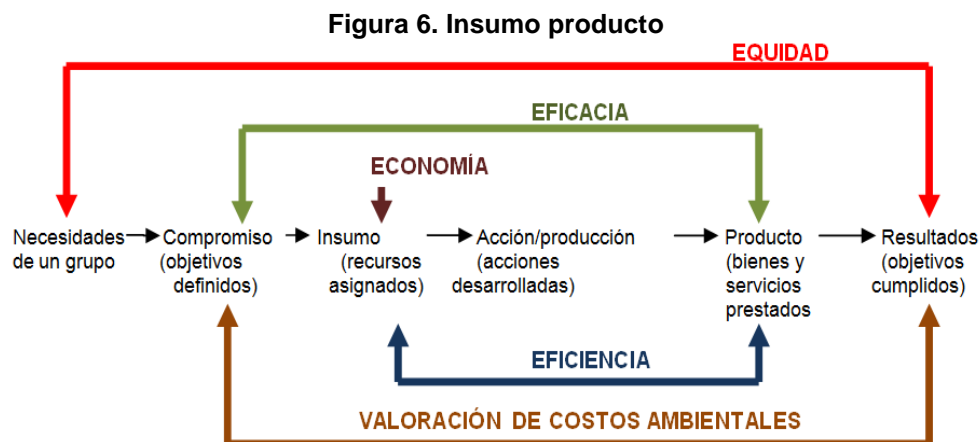 Figura 6. Insumo producto
EQUIDAD
EFICACIA
ECONOMÍA
Necesidades
de un grupo
Compromiso
(objetivos
definidos)
Insumo
(recursos
asignados)
Acción/producción
(acciones
desarrolladas)
Producto
(bienes y
servicios
prestados
Resultados
(objetivos
cumplidos)
EFICIENCIA
VALORACIÓN DE COSTOS AMBIENTALES